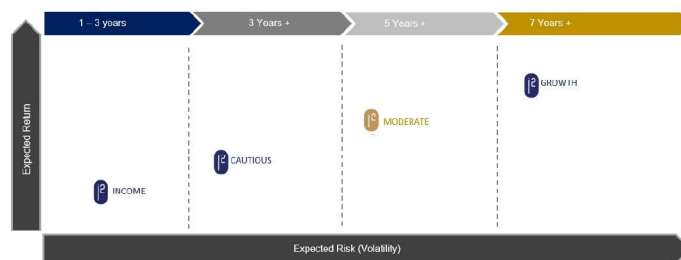 1 – 3 years
3 Years +
5 Years +
7 Years +
Expected Return
GROWTH
MODERATE
CAUTIOUS
INCOME
Expected Risk (Volatility)